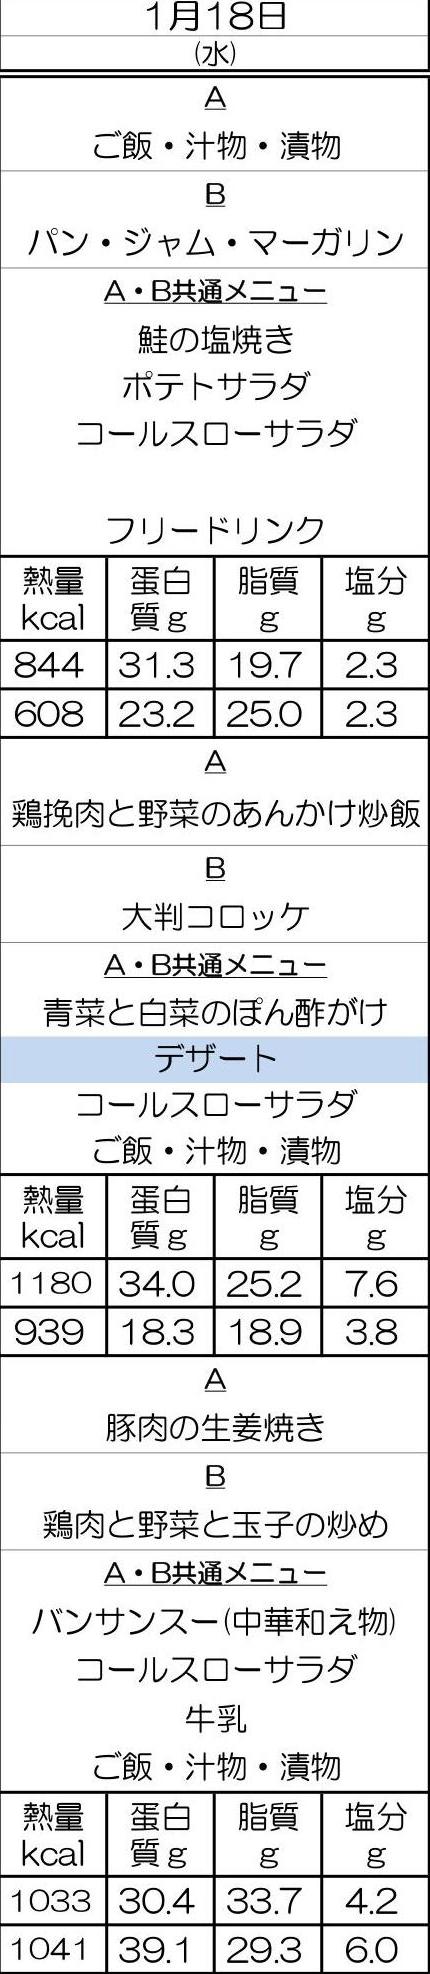 1月18日
(水)
A
ご飯・汁物・漬物
B
パン・ジャム・マーガリン
A・B共通メニュー
鮭の塩焼き
ポテトサラダ
コールスローサラダ
フリードリンク
熱量 蛋白 脂質 塩分
kcal 質g g g
844 31.3 19.7 2.3
608 23.2 25.0 2.3
A
鶏挽肉と野菜のあんかけ炒飯
B
大判コロッケ
A・B共通メニュー
青菜と白菜のぽん酢がけ
デザート
コールスローサラダ
ご飯・汁物・漬物
熱量 蛋白 脂質 塩分
kcal 質g g g
1180 34.0 25.2 7.6
939 18.3 18.9 3.8
A
豚肉の生姜焼き
B
鶏肉と野菜と玉子の炒め
A・B共通メニュー
バンサンスー(中華和え物)
コールスローサラダ
牛乳
ご飯・汁物・漬物
熱量 蛋白 脂質 塩分
kcal 質g g g
1033 30.4 33.7 4.2
1041 39.1 29.3 6.0